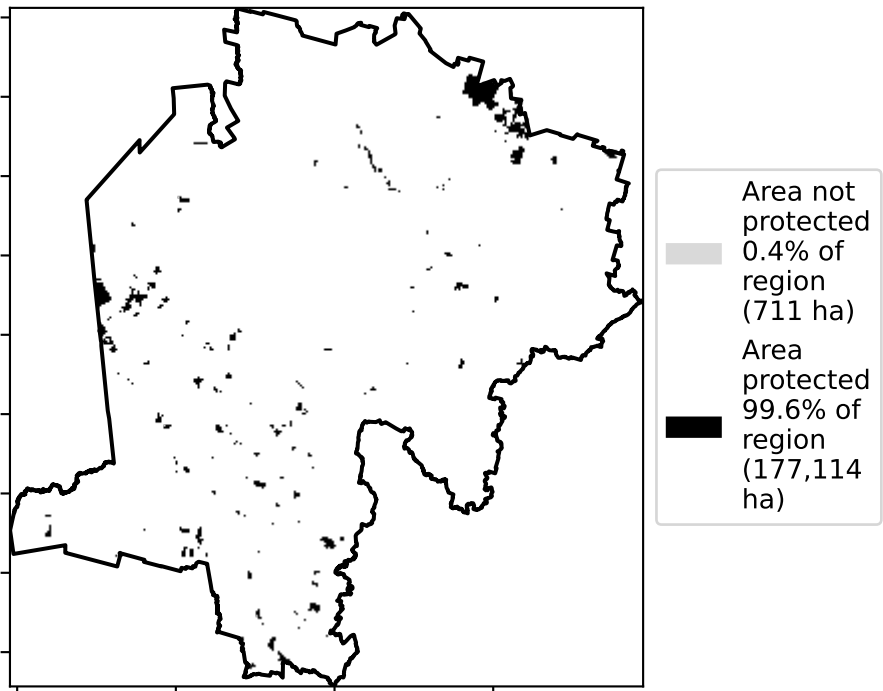 Area not
protected
0.4% of
region
(711 ha)
Area
protected
99.6% of
region
(177,114
ha)